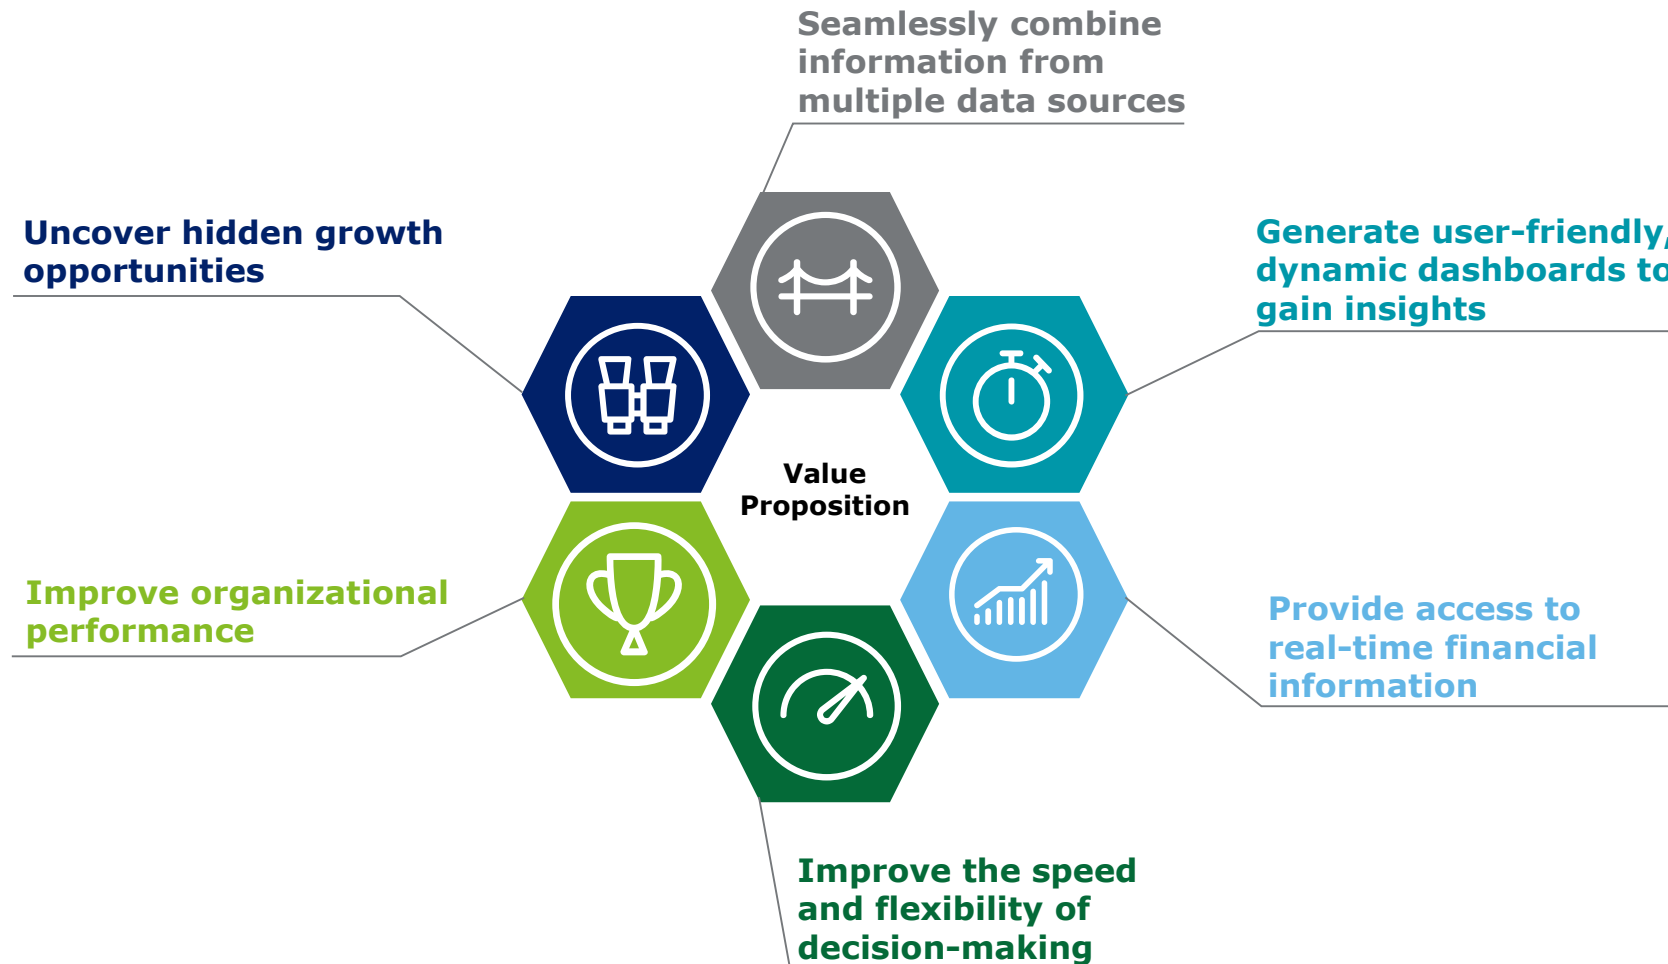 Seamlessly combine
information from
multiple data sources
Uncover hidden growth
opportunities
Generate user-friendly,
dynamic dashboards to
gain insights
Value
Proposition
Improve organizational
performance
Provide access to
real-time financial
information
Improve the speed
and flexibility of
decision-making